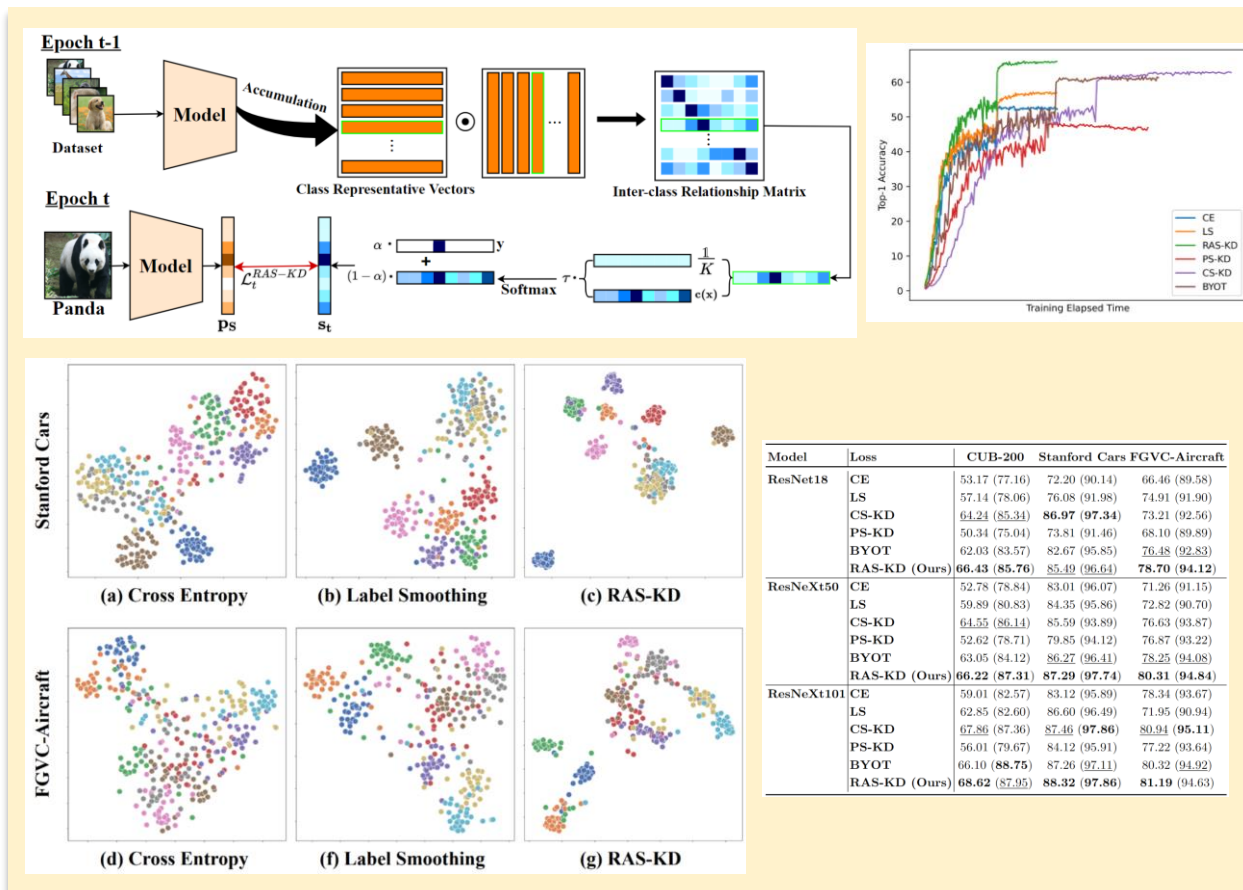 Epoch t-1
Dataset
Model
Accumulation
Class Representative Vectors
Inter-class Relationship Matrix
Epoch t
Panda
Model
p_S
L_t^{RAS-KD}
s_t
α · y
+
(1 − α) ·
Softmax
τ ·
1/K
c(x)
Top-1 Accuracy
60
50
40
30
20
10
0
CE
LS
RAS-KD
PS-KD
CS-KD
BYOT
Training Elapsed Time
Stanford Cars
(a) Cross Entropy (b) Label Smoothing (c) RAS-KD
FGVC-Aircraft
(d) Cross Entropy (f) Label Smoothing (g) RAS-KD
Model Loss CUB-200 Stanford Cars FGVC-Aircraft
ResNet18 CE 53.17 (77.16) 72.20 (90.14) 66.46 (89.58)
LS 57.14 (78.06) 76.08 (91.98) 74.91 (91.90)
CS-KD 64.24 (85.34) 86.97 (97.34) 73.21 (92.56)
PS-KD 50.34 (75.04) 73.81 (91.46) 68.10 (89.89)
BYOT 62.03 (83.57) 82.67 (95.85) 76.48 (92.83)
RAS-KD (Ours) 66.43 (85.76) 85.49 (96.64) 78.70 (94.12)
ResNeXt50 CE 52.78 (78.84) 83.01 (96.07) 71.26 (91.15)
LS 59.89 (80.83) 84.35 (95.86) 72.82 (90.70)
CS-KD 64.55 (86.14) 85.59 (93.89) 76.63 (93.87)
PS-KD 52.62 (78.71) 79.85 (94.12) 76.87 (93.22)
BYOT 63.05 (84.12) 86.27 (96.41) 78.25 (94.08)
RAS-KD (Ours) 66.22 (87.31) 87.29 (97.74) 80.31 (94.84)
ResNeXt101 CE 59.01 (82.57) 83.12 (95.89) 78.34 (93.67)
LS 62.85 (82.60) 86.60 (96.49) 71.95 (90.94)
CS-KD 67.86 (87.36) 87.46 (97.86) 80.94 (95.11)
PS-KD 56.01 (79.67) 84.12 (95.91) 77.22 (93.64)
BYOT 66.10 (88.75) 87.26 (97.11) 80.32 (94.92)
RAS-KD (Ours) 68.62 (87.95) 88.32 (97.86) 81.19 (94.63)